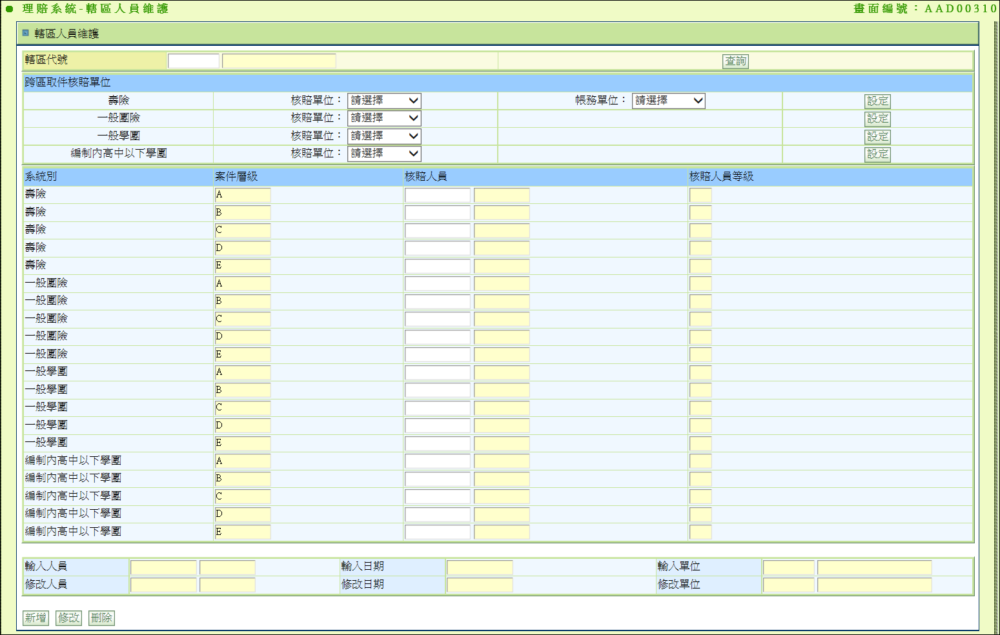 理賠系統-轄區人員維護 畫面編號：AAD00310
轄區人員維護
轄區代號 查詢
跨區取件核賠單位
壽險 核賠單位： 請選擇 帳務單位： 請選擇 設定
一般團險 核賠單位： 請選擇 設定
一般學團 核賠單位： 請選擇 設定
編制內高中以下學團 核賠單位： 請選擇 設定
系統別 案件層級 核賠人員 核賠人員等級
壽險 A
壽險 B
壽險 C
壽險 D
壽險 E
一般團險 A
一般團險 B
一般團險 C
一般團險 D
一般團險 E
一般學團 A
一般學團 B
一般學團 C
一般學團 D
一般學團 E
編制內高中以下學團 A
編制內高中以下學團 B
編制內高中以下學團 C
編制內高中以下學團 D
編制內高中以下學團 E
輸入人員 輸入日期 輸入單位
修改人員 修改日期 修改單位
新增 修改 刪除